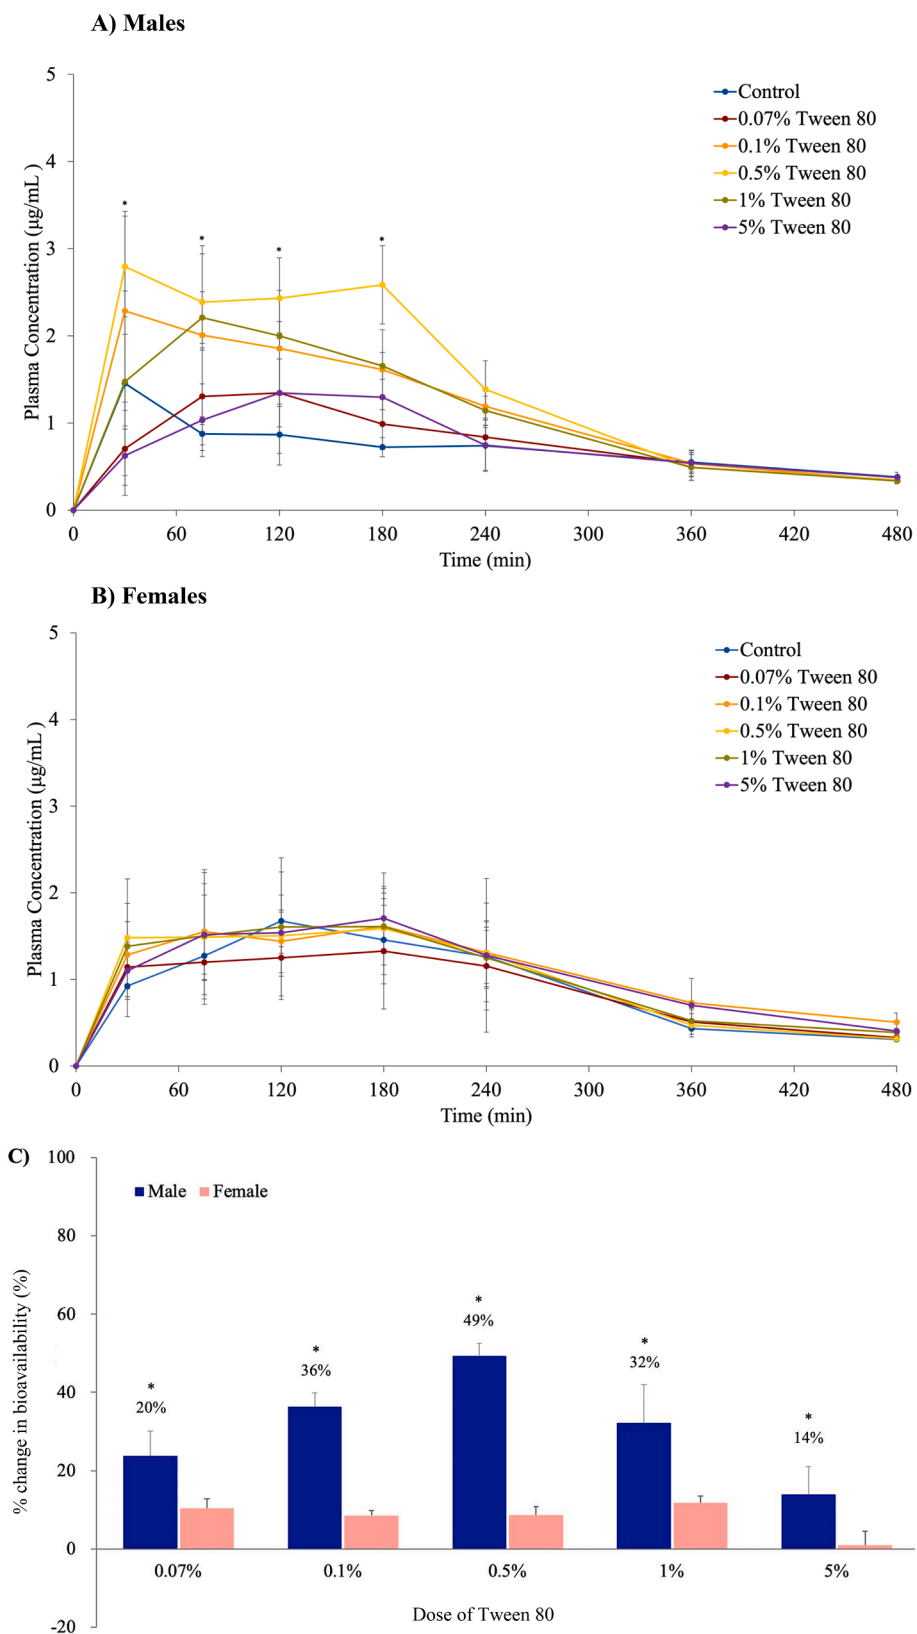 A) Males
5
4
3
2
1
0
Plasma Concentration (µg/mL )
* * * *
Control
0.07% Tween 80
0.1% Tween 80
0.5% Tween 80
1% Tween 80
5% Tween 80
0 60 120 180 240 300 360 420 480
Time (min)
B) Females
5
4
3
2
1
0
Plasma Concentration (µg/mL )
Control
0.07% Tween 80
0.1% Tween 80
0.5% Tween 80
1% Tween 80
5% Tween 80
0 60 120 180 240 300 360 420 480
Time (min)
C)
100
80
60
40
20
0
-20
% change in bioavailability (%)
Male Female
*
20%
*
36%
*
49%
*
32%
*
14%
0.07% 0.1% 0.5% 1% 5%
Dose of Tween 80